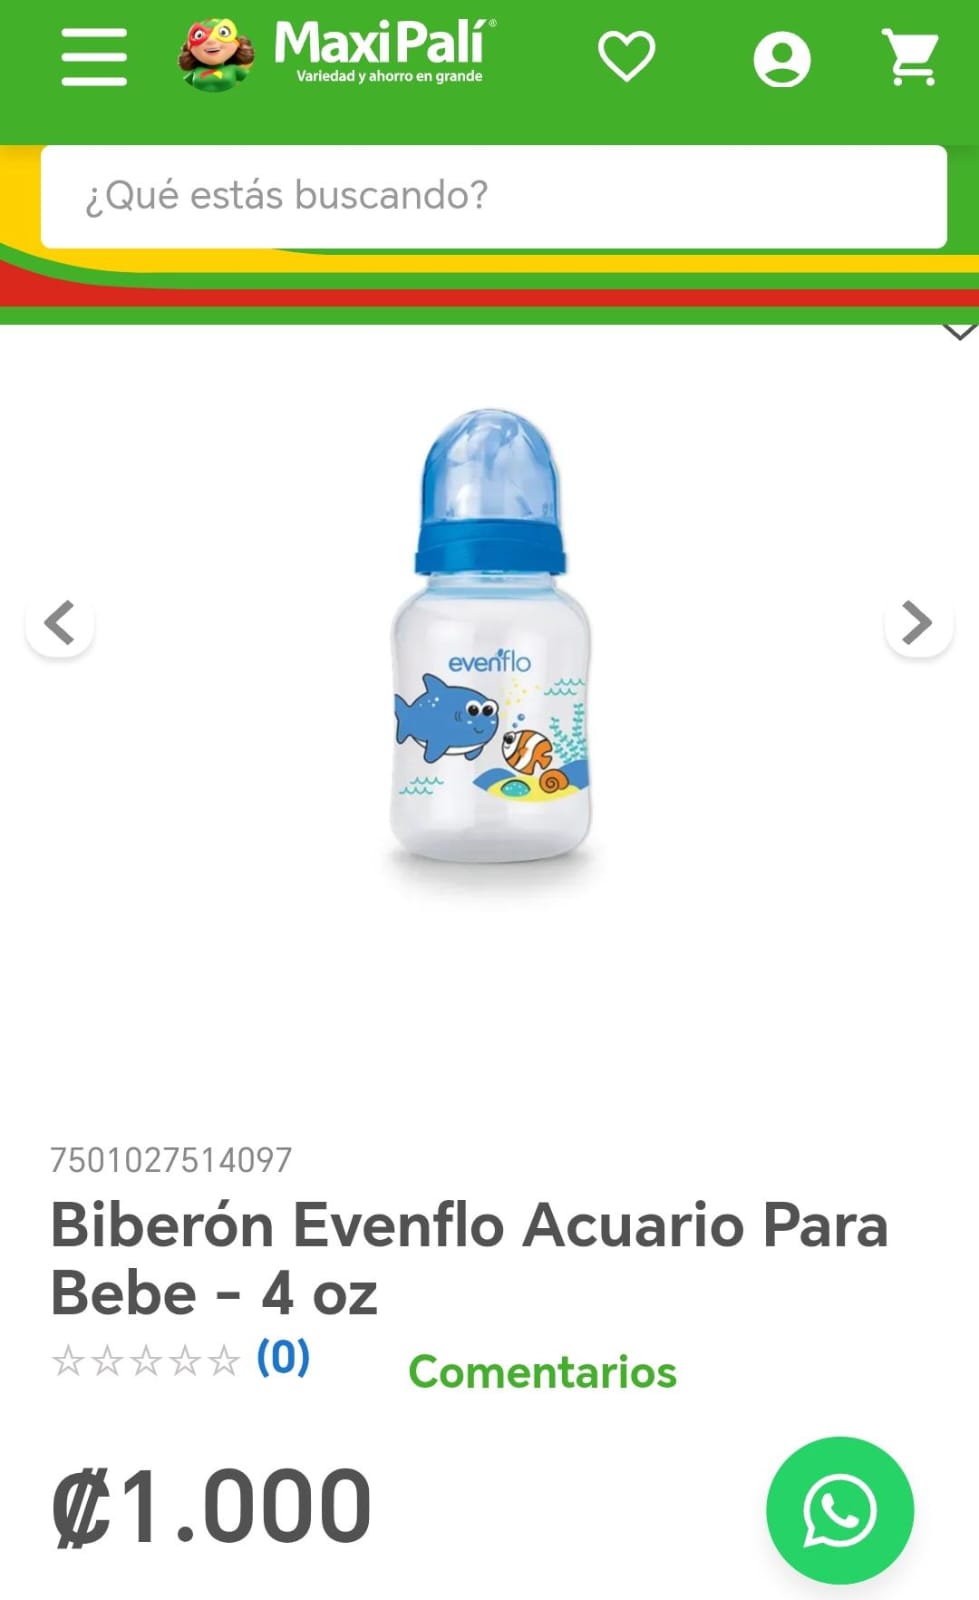 MaxiPalí®
Variedad y ahorro en grande
¿Qué estás buscando?
evenflo
7501027514097
Biberón Evenflo Acuario Para
Bebe - 4 oz
(0)
Comentarios
₡1.000